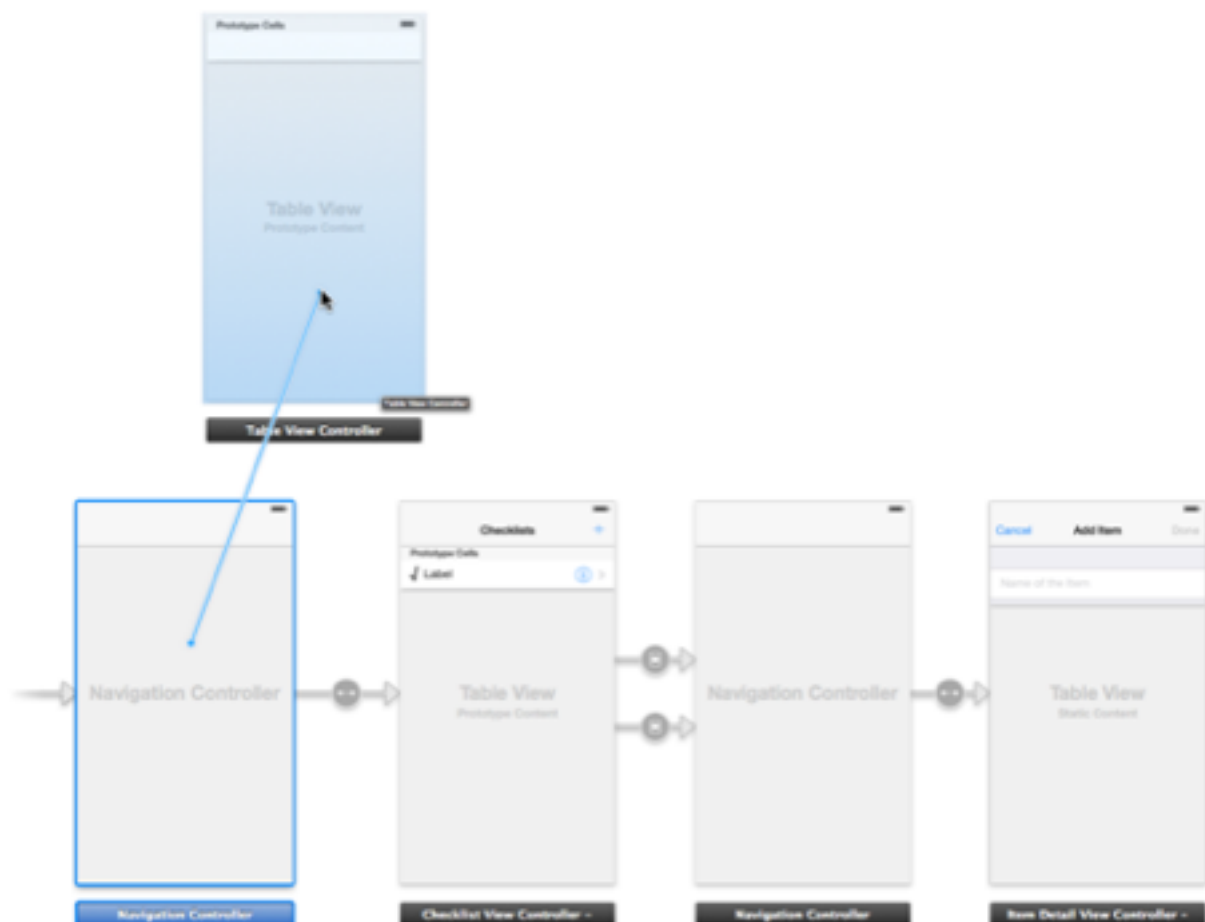 Prototype Cells
Table View
Prototype Content
Table View Controller
Table View Controller
Checklists +
Cancel Add Item Done
Prototype Cells
√ Label
Name of the Item
Navigation Controller
Table View
Prototype Content
Navigation Controller
Table View
Static Content
Navigation Controller
Checklist View Controller –
Navigation Controller
Item Detail View Controller –